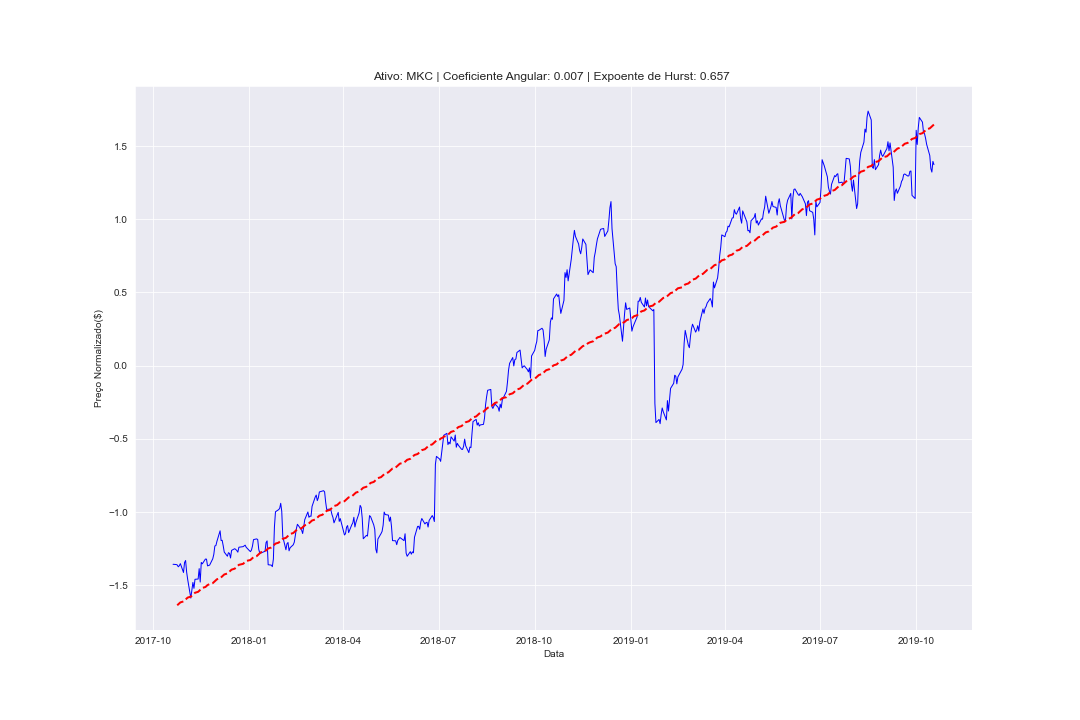 Ativo: MKC | Coeficiente Angular: 0.007 | Expoente de Hurst: 0.657
Preço Normalizado($)
1.5
1.0
0.5
0.0
−0.5
−1.0
−1.5
2017-10 2018-01 2018-04 2018-07 2018-10 2019-01 2019-04 2019-07 2019-10
Data